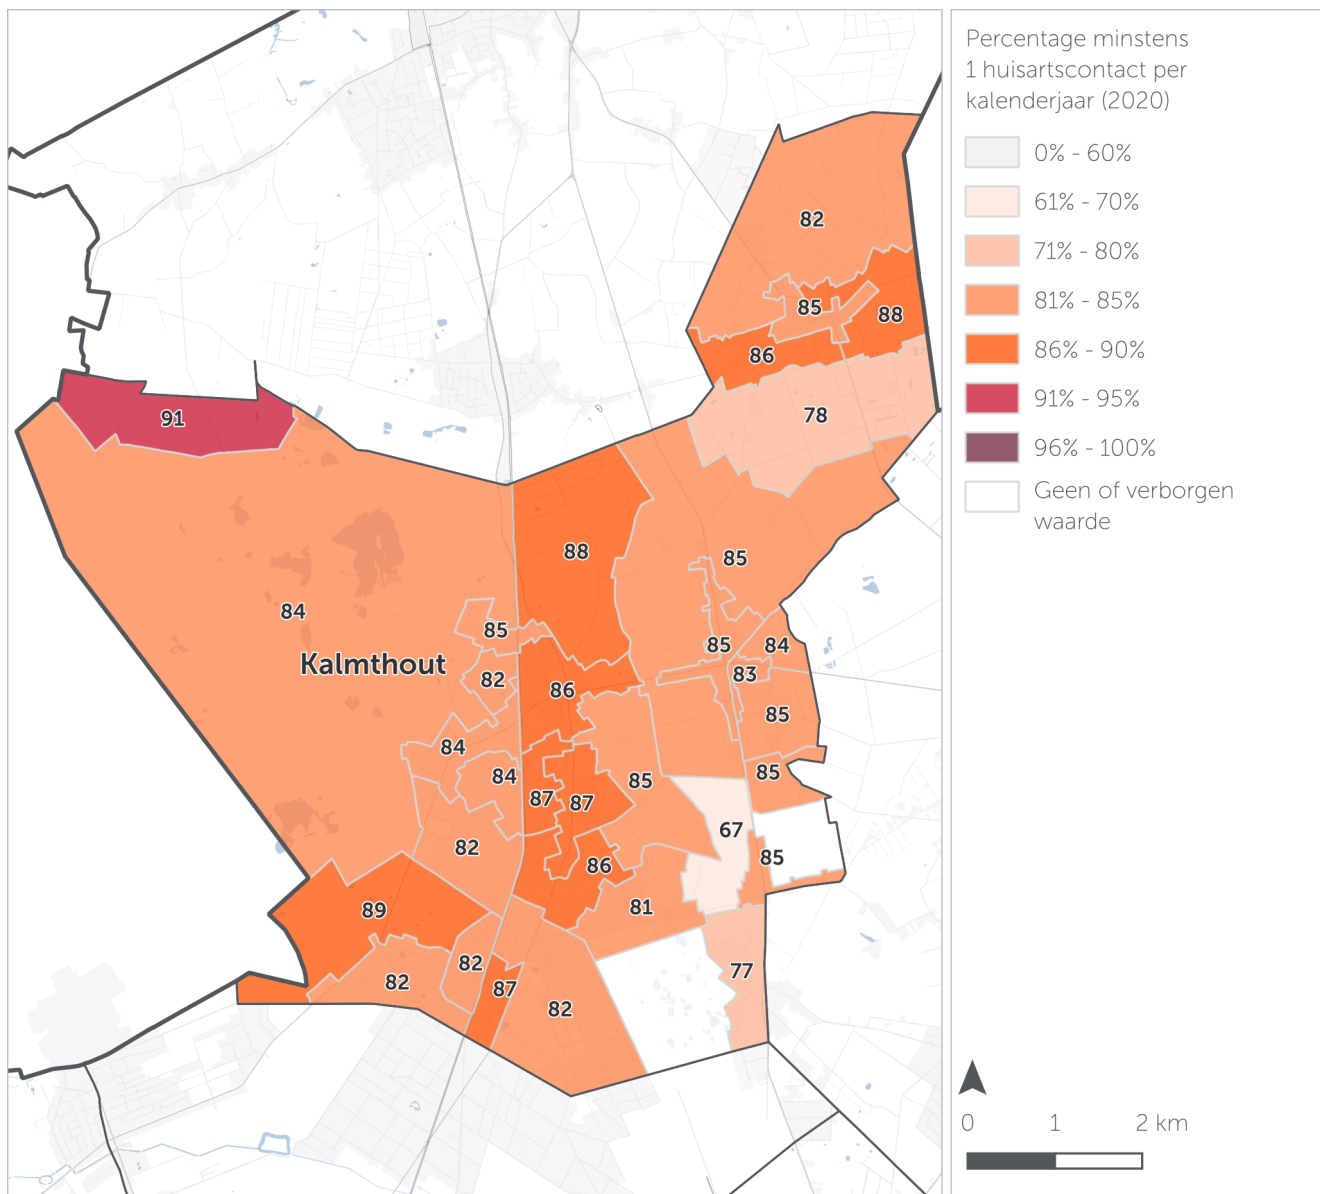 82
85
88
86
78
91
88
85
84
85
85
84
Kalmthout
82
83
86
85
84
84
85
85
87
87
67
82
85
86
89
81
82
77
82
87
82
Percentage minstens
1 huisartscontact per
kalenderjaar (2020)
0% - 60%
61% - 70%
71% - 80%
81% - 85%
86% - 90%
91% - 95%
96% - 100%
Geen of verborgen
waarde
0 1 2 km